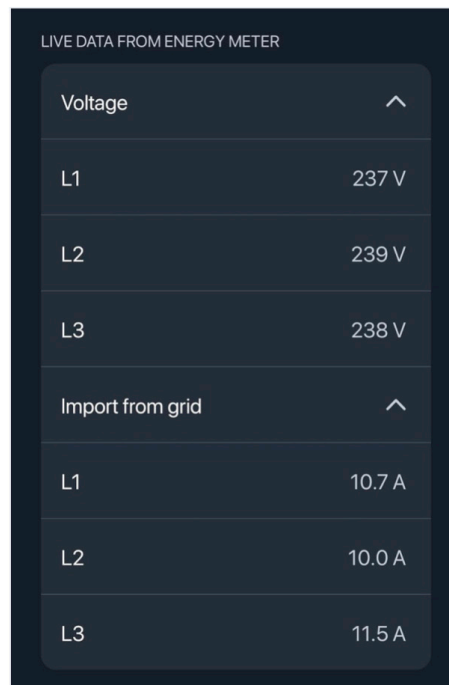 LIVE DATA FROM ENERGY METER
Voltage
L1 237 V
L2 239 V
L3 238 V
Import from grid
L1 10.7 A
L2 10.0 A
L3 11.5 A